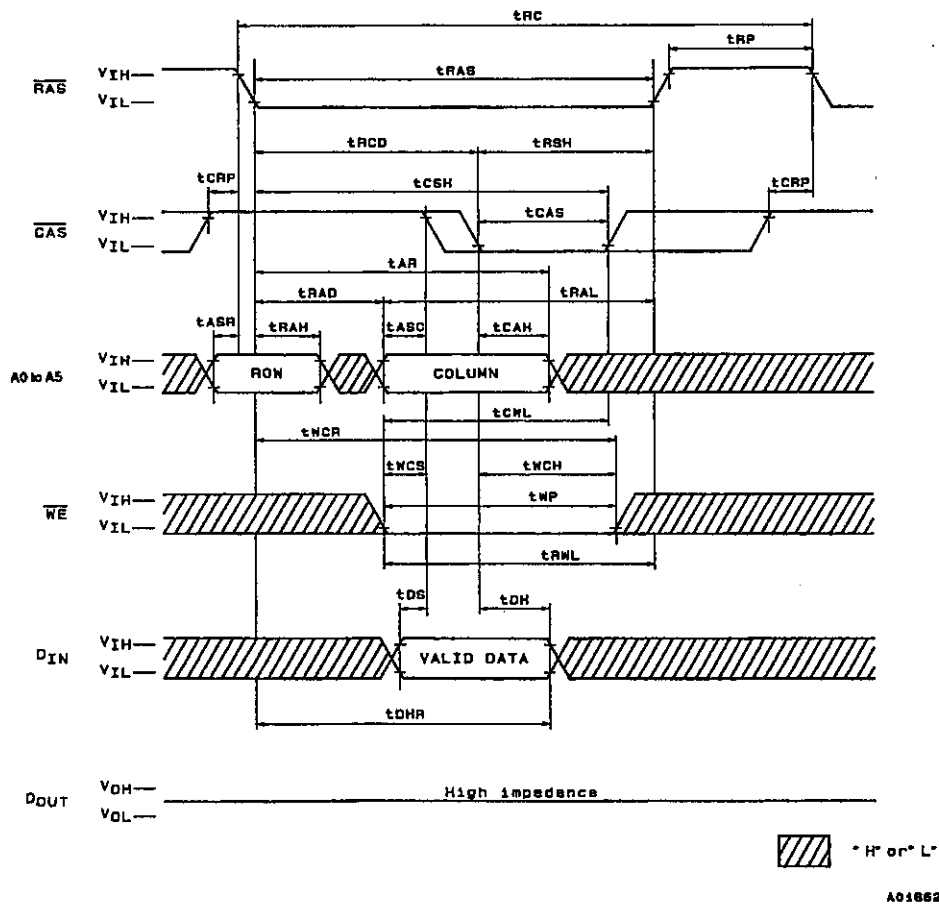 tRC
tRP
RAS
VIH
VIL
tRAS
tRCD
tRSH
tCRP
tCSH
tCRP
CAS
VIH
VIL
tCAS
tAR
tRAD
tRAL
tASR
tRAH
tASC
tCAH
A0 to A5
VIH
VIL
ROW
COLUMN
tCWL
tWCR
tWCS
tWCH
WE
VIH
VIL
tWP
tRWL
tDS
tDH
DIN
VIH
VIL
VALID DATA
tDHR
DOUT
VOH
VOL
High impedence
"H" or "L"
A01662